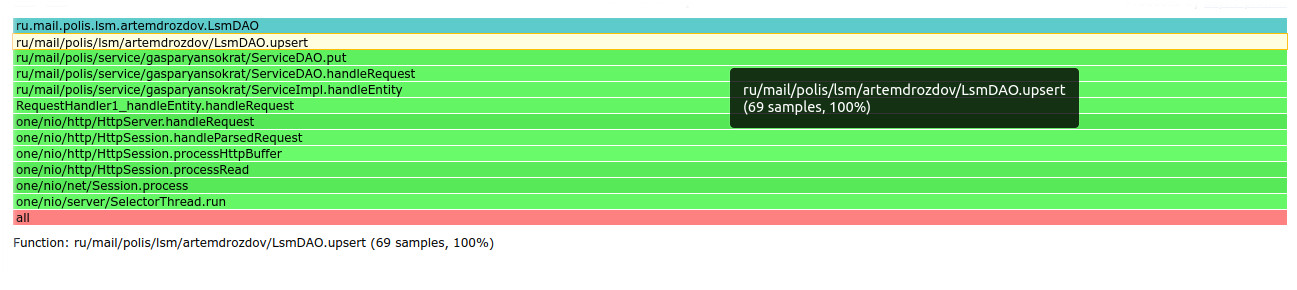 ru.mail.polis.lsm.artemdrozdov.LsmDAO
ru/mail/polis/lsm/artemdrozdov/LsmDAO.upsert
ru/mail/polis/service/gasparyansokrat/ServiceDAO.put
ru/mail/polis/service/gasparyansokrat/ServiceDAO.handleRequest
ru/mail/polis/service/gasparyansokrat/ServiceImpl.handleEntity
RequestHandler1_handleEntity.handleRequest
one/nio/http/HttpServer.handleRequest
one/nio/http/HttpSession.handleParsedRequest
one/nio/http/HttpSession.processHttpBuffer
one/nio/http/HttpSession.processRead
one/nio/net/Session.process
one/nio/server/SelectorThread.run
all
ru/mail/polis/lsm/artemdrozdov/LsmDAO.upsert
(69 samples, 100%)
Function: ru/mail/polis/lsm/artemdrozdov/LsmDAO.upsert (69 samples, 100%)